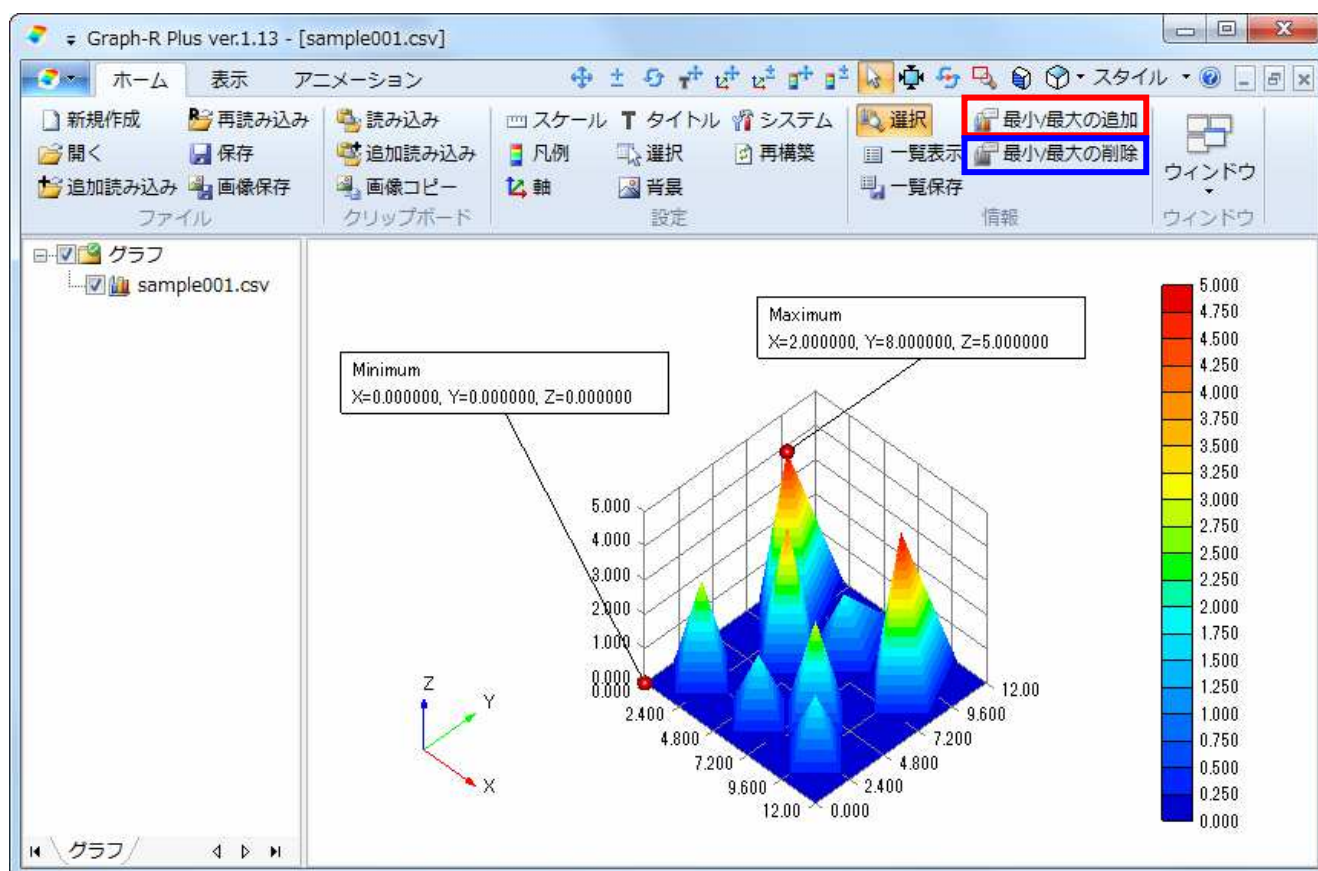 Graph-R Plus ver.1.13 - [sample001.csv]
ホーム 表示 アニメーション スタイル
新規作成 再読み込み 読み込み スケール T タイトル システム 選択 最小/最大の追加
開く 保存 追加読み込み 凡例 選択 再構築 一覧表示 最小/最大の削除
追加読み込み 画像保存 画像コピー 軸 背景 一覧保存 ウィンドウ
ファイル クリップボード 設定 情報 ウィンドウ
グラフ
sample001.csv
Maximum
X=2.000000, Y=8.000000, Z=5.000000
Minimum
X=0.000000, Y=0.000000, Z=0.000000
5.000
4.000
3.000
2.000
1.000
0.000
0.000
2.400
4.800
7.200
9.600
12.00
0.000
2.400
4.800
7.200
9.600
12.00
Z
Y
X
5.000
4.750
4.500
4.250
4.000
3.750
3.500
3.250
3.000
2.750
2.500
2.250
2.000
1.750
1.500
1.250
1.000
0.750
0.500
0.250
0.000
グラフ